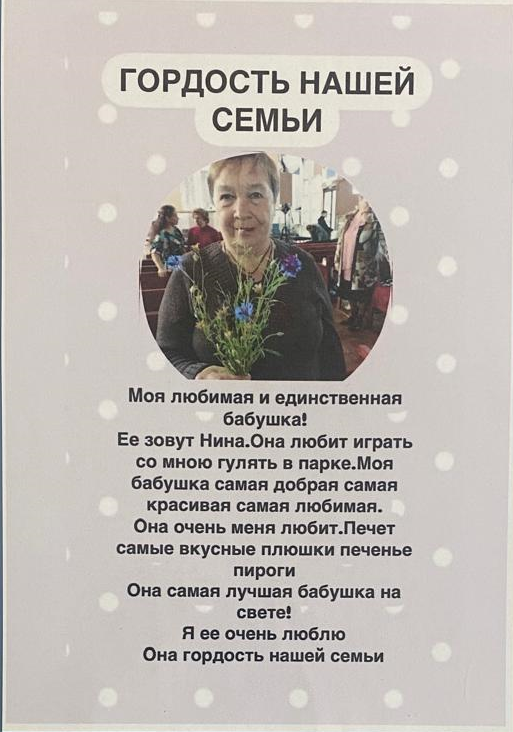 ГОРДОСТЬ НАШЕЙ
СЕМЬИ
Моя любимая и единственная
бабушка!
Ее зовут Нина.Она любит играть
со мною гулять в парке.Моя
бабушка самая добрая самая
красивая самая любимая.
Она очень меня любит.Печет
самые вкусные плюшки печенье
пироги
Она самая лучшая бабушка на
свете!
Я ее очень люблю
Она гордость нашей семьи